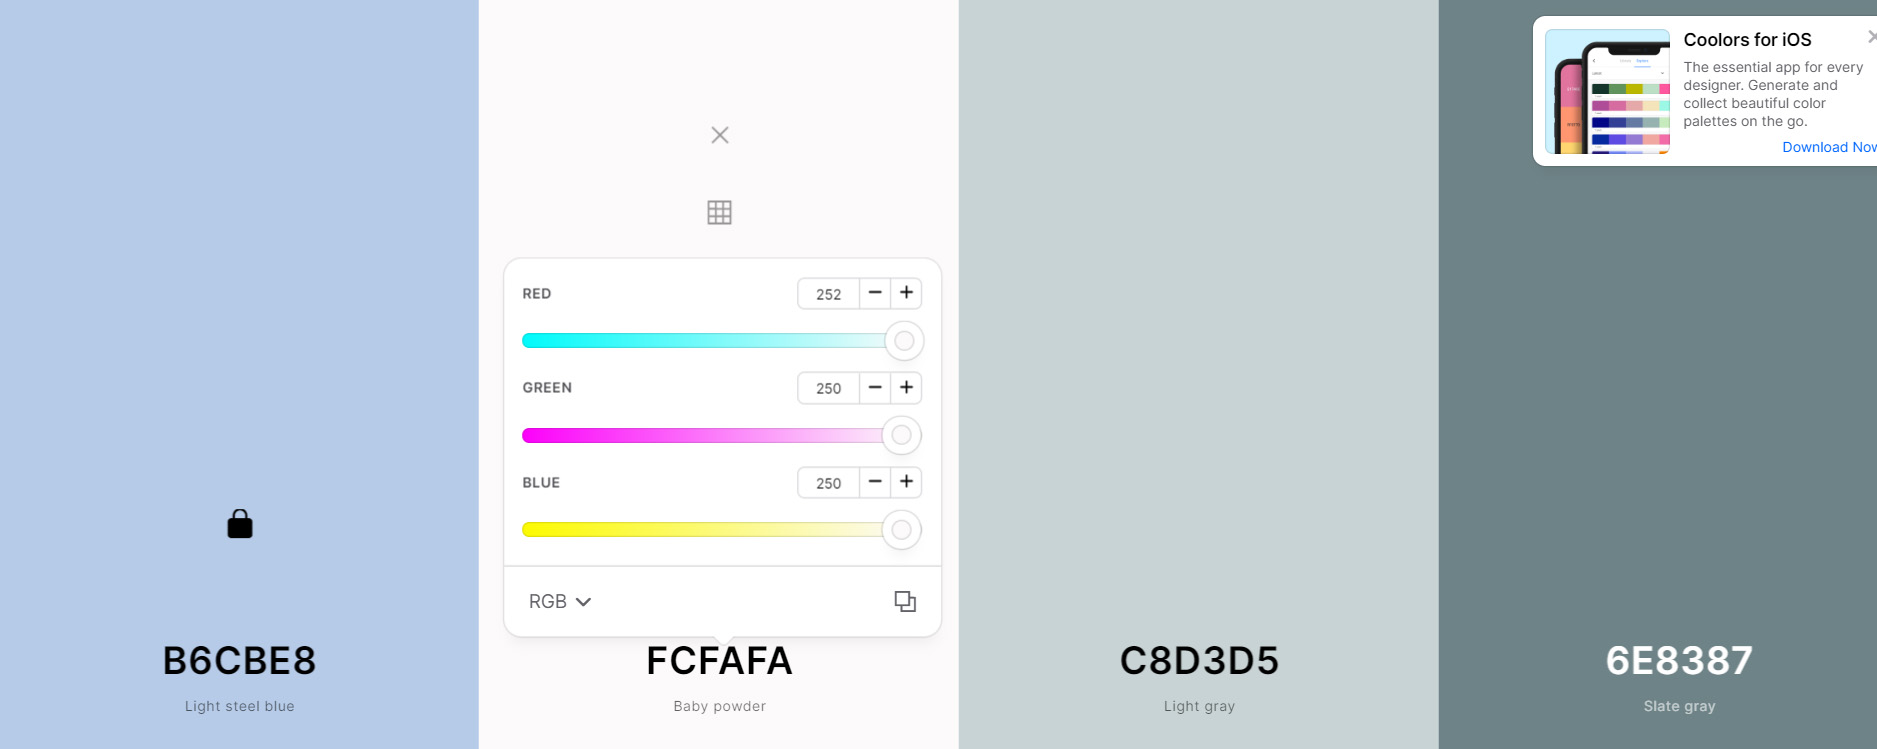 Coolors for iOS
The essential app for every
designer. Generate and
collect beautiful color
palettes on the go.
Download Now
RED
252
GREEN
250
BLUE
250
RGB
B6CBE8
Light steel blue
FCFAFA
Baby powder
C8D3D5
Light gray
6E8387
Slate gray